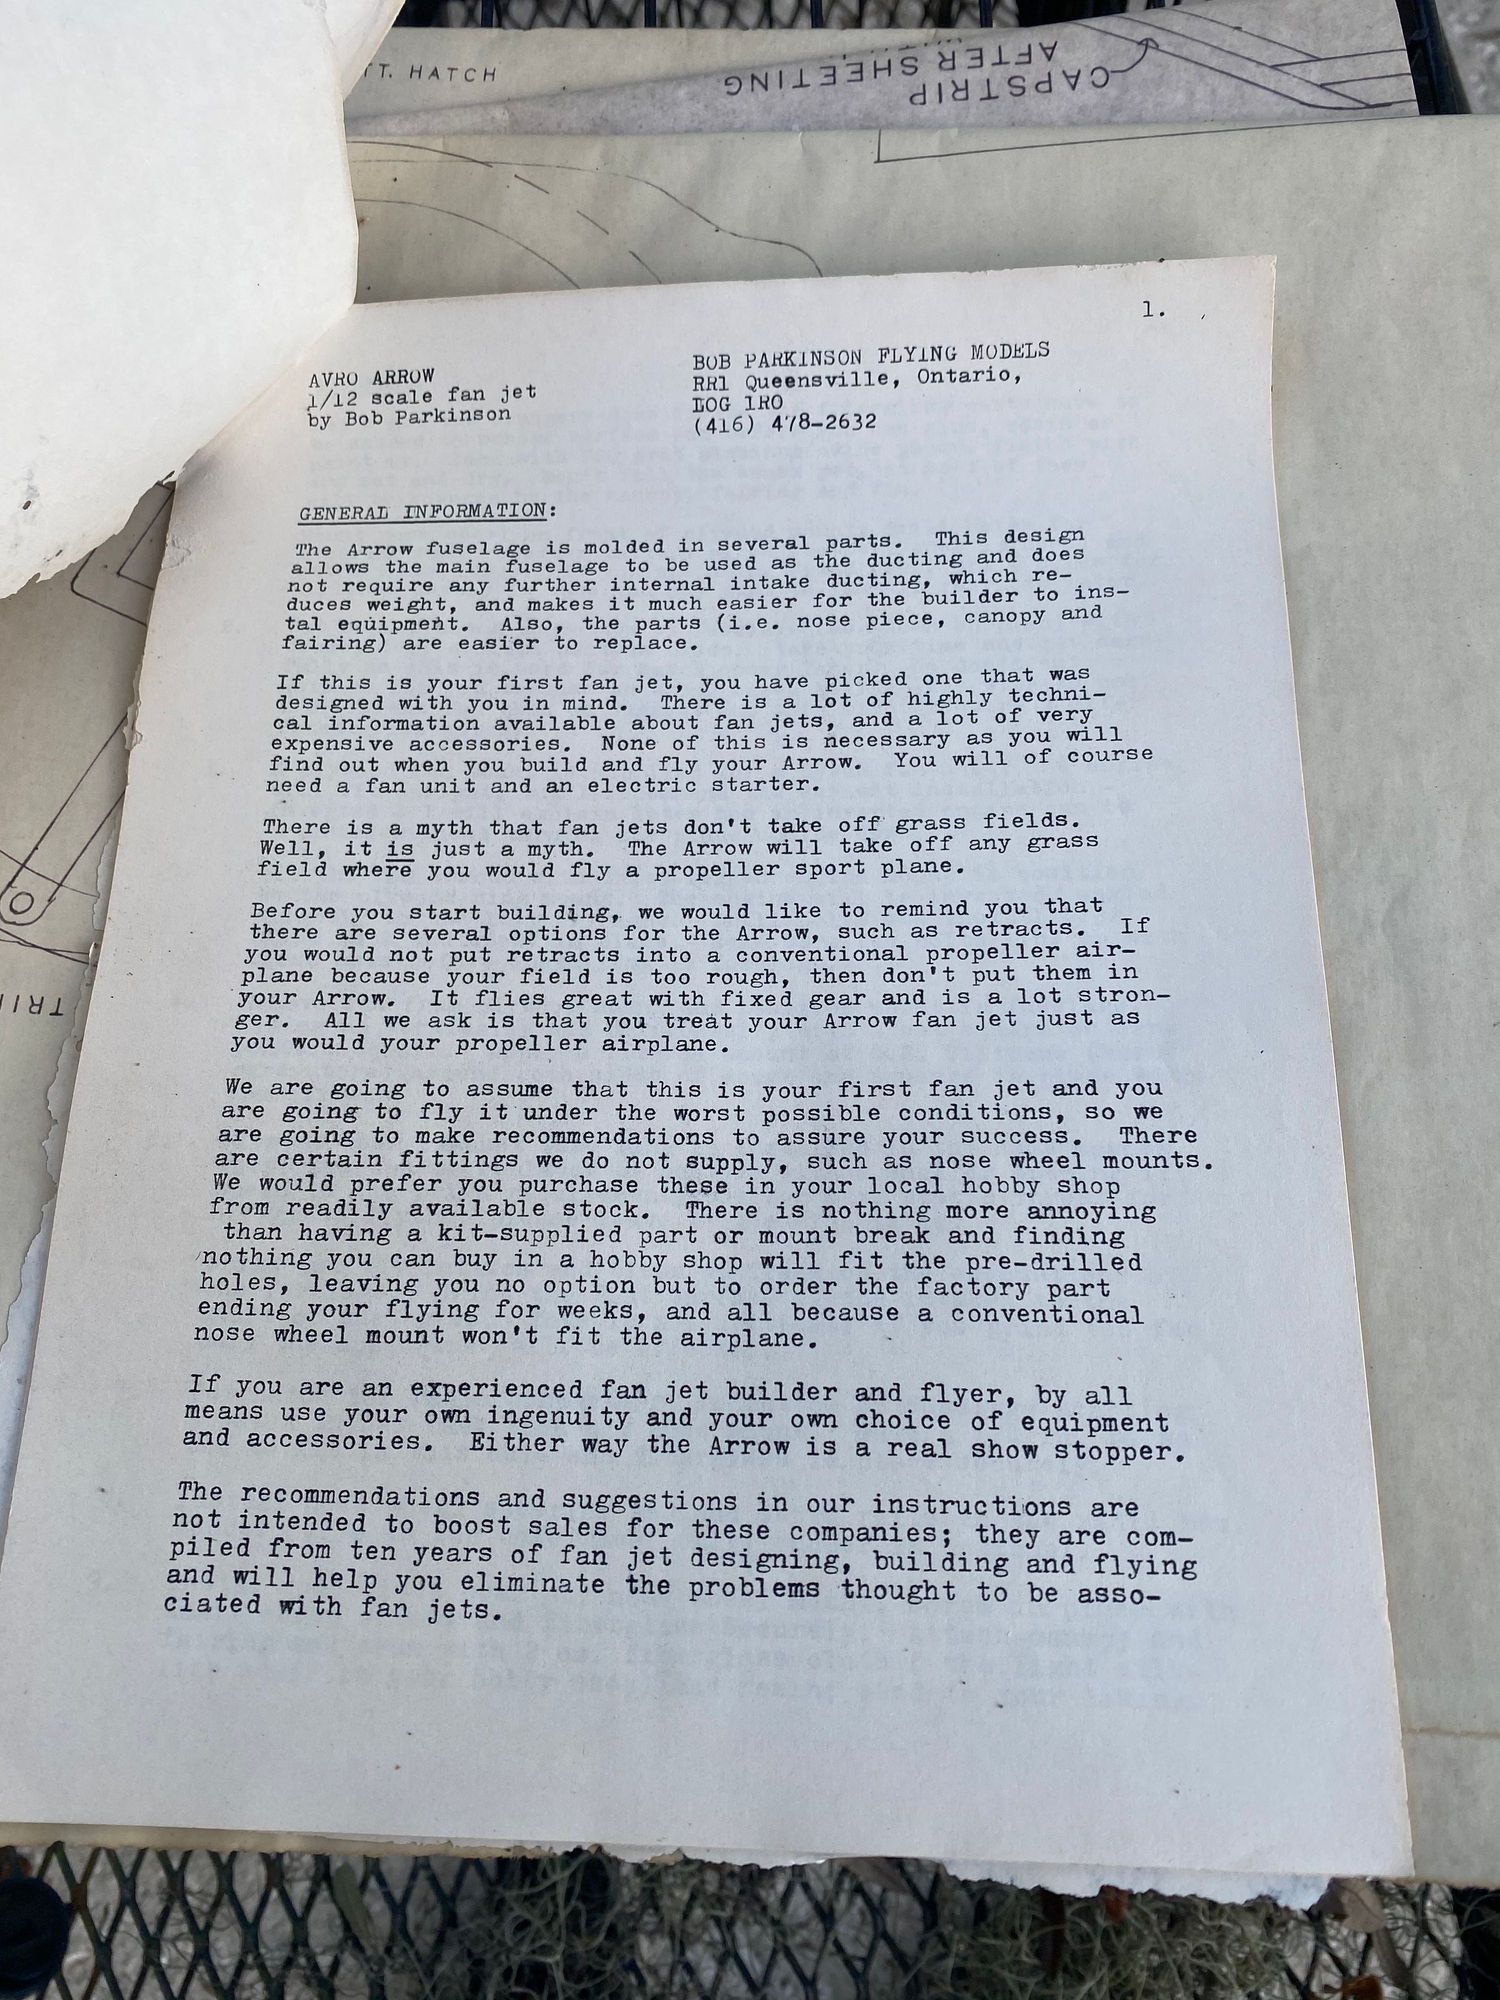 TT. HATCH
CAPSTRIP
AFTER SHEETING
1.
AVRO ARROW
1/12 scale fan jet
by Bob Parkinson
BOB PARKINSON FLYING MODELS
RR1 Queensville, Ontario,
LOG 1RO
(416) 478-2632
GENERAL INFORMATION:
The Arrow fuselage is molded in several parts. This design
allows the main fuselage to be used as the ducting and does
not require any further internal intake ducting, which re-
duces weight, and makes it much easier for the builder to ins-
tal equipment. Also, the parts (i.e. nose piece, canopy and
fairing) are easier to replace.
If this is your first fan jet, you have picked one that was
designed with you in mind. There is a lot of highly techni-
cal information available about fan jets, and a lot of very
expensive accessories. None of this is necessary as you will
find out when you build and fly your Arrow. You will of course
need a fan unit and an electric starter.
There is a myth that fan jets don't take off grass fields.
Well, it is just a myth. The Arrow will take off any grass
field where you would fly a propeller sport plane.
Before you start building, we would like to remind you that
there are several options for the Arrow, such as retracts. If
you would not put retracts into a conventional propeller air-
plane because your field is too rough, then don't put them in
your Arrow. It flies great with fixed gear and is a lot stron-
ger. All we ask is that you treat your Arrow fan jet just as
you would your propeller airplane.
We are going to assume that this is your first fan jet and you
are going to fly it under the worst possible conditions, so we
are going to make recommendations to assure your success. There
are certain fittings we do not supply, such as nose wheel mounts.
We would prefer you purchase these in your local hobby shop
from readily available stock. There is nothing more annoying
than having a kit-supplied part or mount break and finding
nothing you can buy in a hobby shop will fit the pre-drilled
holes, leaving you no option but to order the factory part
ending your flying for weeks, and all because a conventional
nose wheel mount won't fit the airplane.
If you are an experienced fan jet builder and flyer, by all
means use your own ingenuity and your own choice of equipment
and accessories. Either way the Arrow is a real show stopper.
The recommendations and suggestions in our instructions are
not intended to boost sales for these companies; they are com-
piled from ten years of fan jet designing, building and flying
and will help you eliminate the problems thought to be asso-
ciated with fan jets.